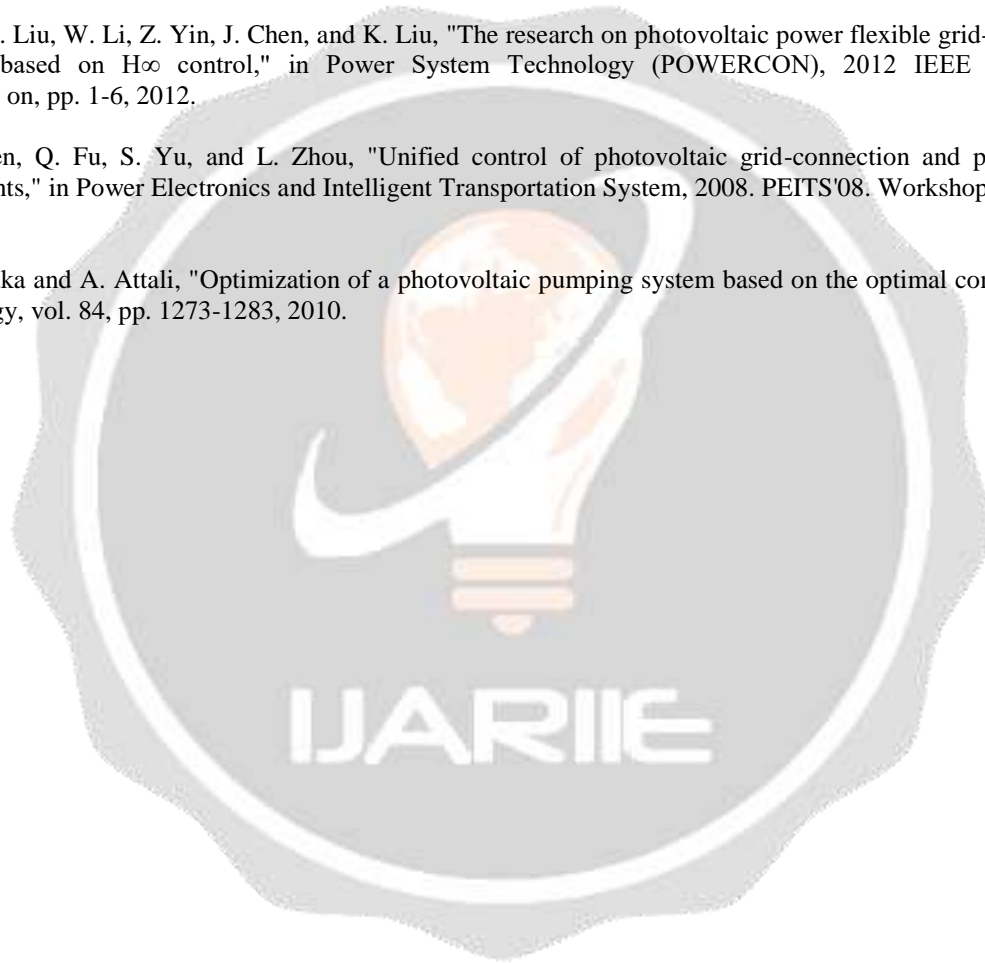 . Liu, W. Li, Z. Yin, J. Chen, and K. Liu, "The research on photovoltaic power flexible grid-
based on H∞ control," in Power System Technology (POWERCON), 2012 IEEE
on, pp. 1-6, 2012.
en, Q. Fu, S. Yu, and L. Zhou, "Unified control of photovoltaic grid-connection and p
nts," in Power Electronics and Intelligent Transportation System, 2008. PEITS'08. Workshop
ka and A. Attali, "Optimization of a photovoltaic pumping system based on the optimal con
gy, vol. 84, pp. 1273-1283, 2010.
IJARIIE